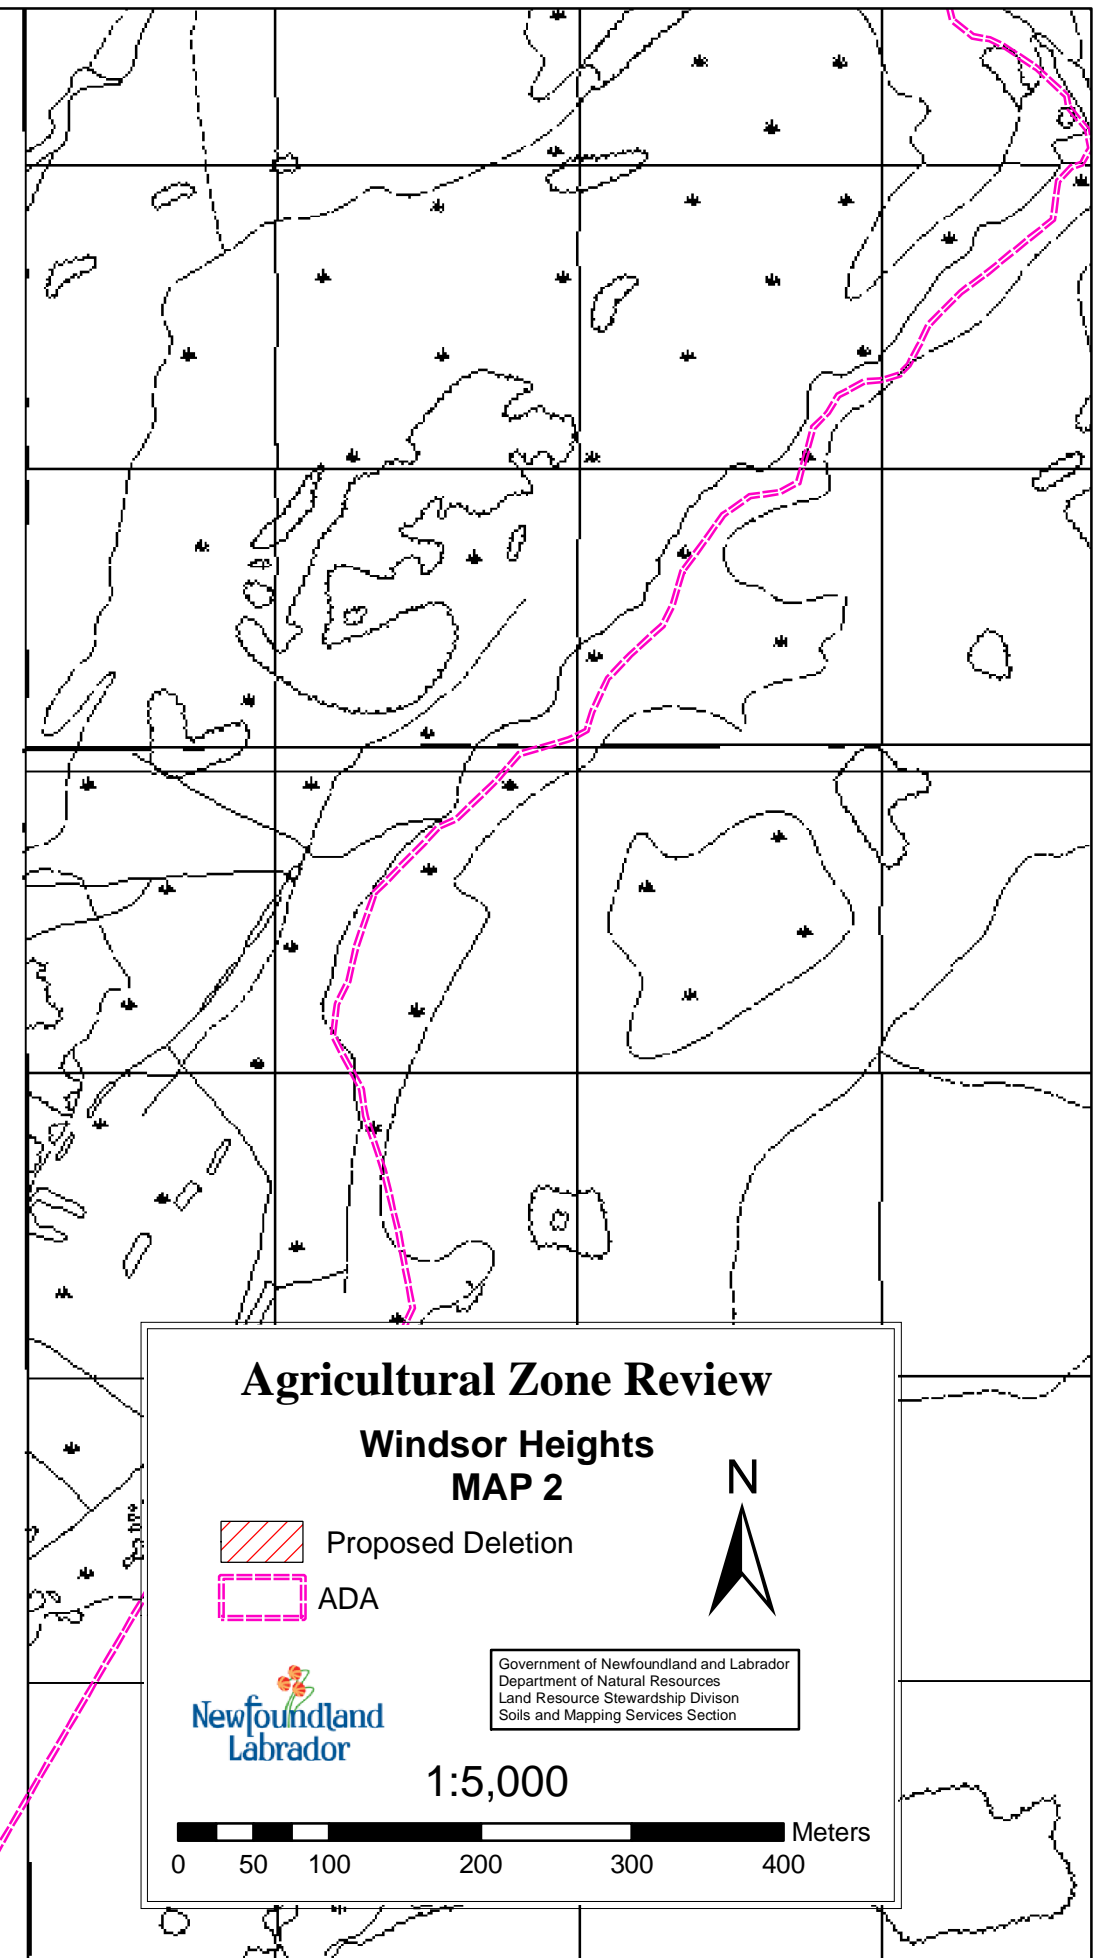 Agricultural Zone Review
Windsor Heights
MAP 2
N
Proposed Deletion
ADA
Government of Newfoundland and Labrador
Department of Natural Resources
Land Resource Stewardship Divison
Soils and Mapping Services Section
Newfoundland
Labrador
1:5,000
Meters
0 50 100 200 300 400